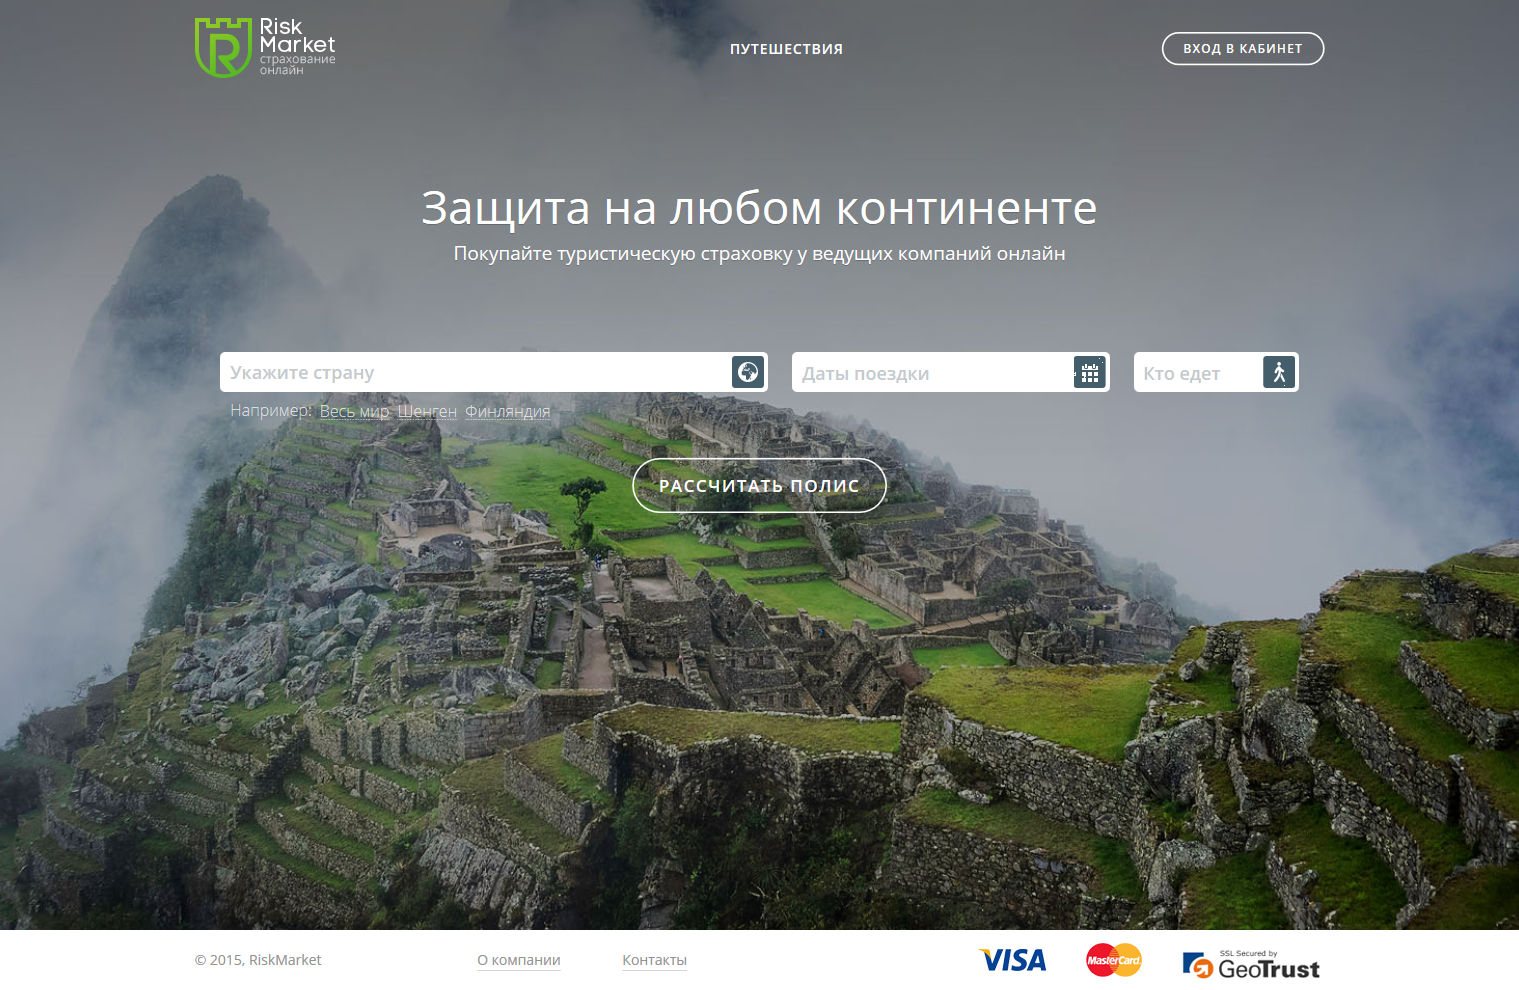 Risk
Market
страхование
онлайн
ПУТЕШЕСТВИЯ
ВХОД В КАБИНЕТ
Защита на любом континенте
Покупайте туристическую страховку у ведущих компаний онлайн
Укажите страну
Даты поездки
Кто едет
Например: Весь мир Шенген Финляндия
РАССЧИТАТЬ ПОЛИС
© 2015, RiskMarket
О компании
Контакты
VISA
MasterCard
SSL Secured by
GeoTrust